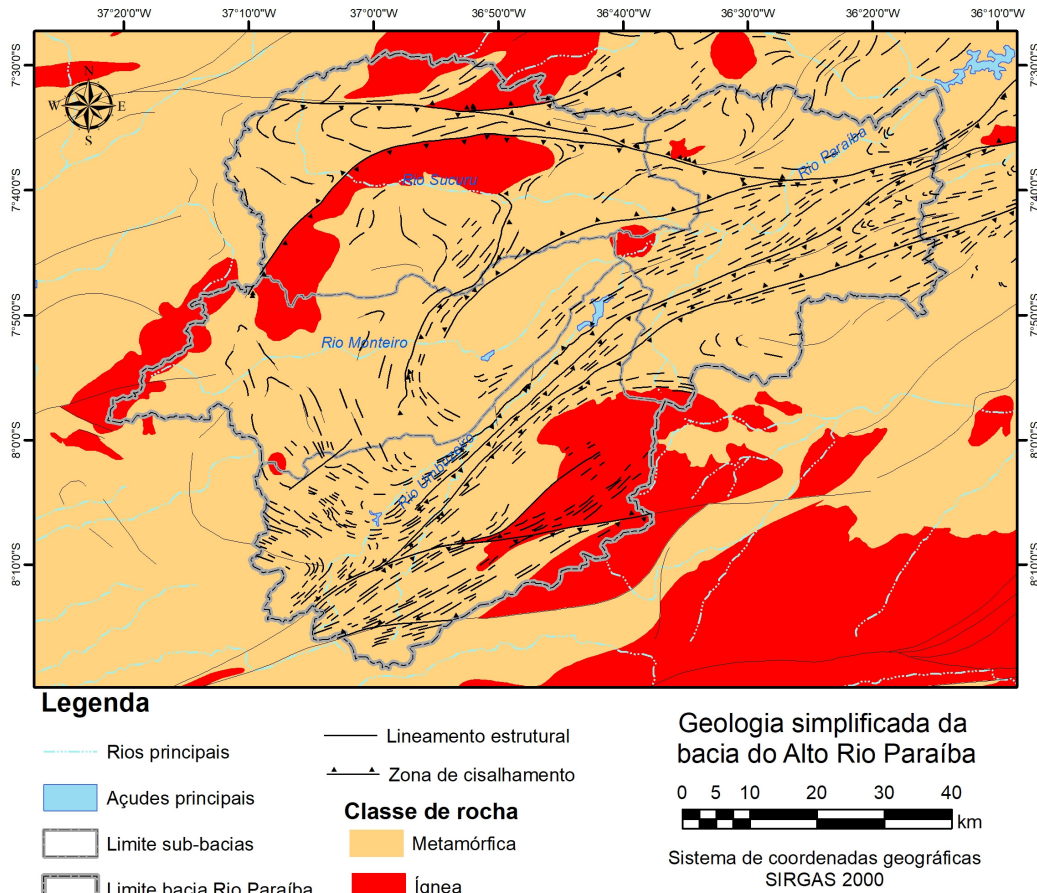 37°20'0"W 37°10'0"W 37°0'0"W 36°50'0"W 36°40'0"W 36°30'0"W 36°20'0"W 36°10'0"W
7°30'0"S 7°30'0"S
N
W E
S
Rio Paraíba
Rio Sucuru
7°40'0"S 7°40'0"S
7°50'0"S 7°50'0"S
Rio Monteiro
8°0'0"S 8°0'0"S
Rio Umbuzeiro
8°10'0"S 8°10'0"S
Legenda
Rios principais
Açudes principais
Limite sub-bacias
Limite bacia Rio Paraíba
Lineamento estrutural
Zona de cisalhamento
Classe de rocha
Metamórfica
Ígnea
Geologia simplificada da
bacia do Alto Rio Paraíba
0 5 10 20 30 40
km
Sistema de coordenadas geográficas
SIRGAS 2000